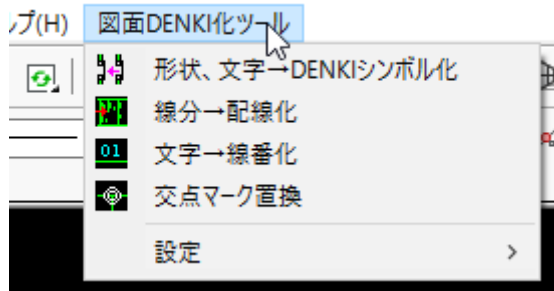 ルプ(H) 図面DENKI化ツール
形状、文字→DENKIシンボル化
線分→配線化
01 文字→線番化
交点マーク置換
設定